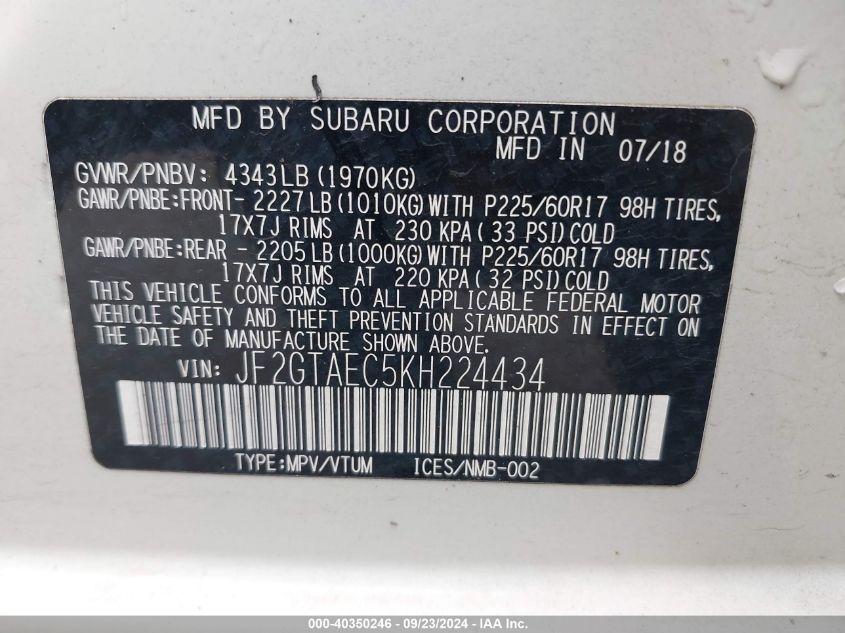 MFD BY SUBARU CORPORATION
MFD IN 07/18
GVWR/PNBV: 4343LB (1970KG)
GAWR/PNBE:FRONT- 2227LB (1010KG) WITH P225/60R17 98H TIRES,
17X7J RIMS AT 230 KPA ( 33 PSI) COLD
GAWR/PNBE:REAR - 2205LB (1000KG) WITH P225/60R17 98H TIRES,
17X7J RIMS AT 220 KPA ( 32 PSI) COLD
THIS VEHICLE CONFORMS TO ALL APPLICABLE FEDERAL MOTOR
VEHICLE SAFETY AND THEFT PREVENTION STANDARDS IN EFFECT ON
THE DATE OF MANUFACTURE SHOWN ABOVE.
VIN: JF2GTAEC5KH224434
TYPE:MPV/VTUM ICES/NMB-002
000-40350246 - 09/23/2024 - IAA Inc.